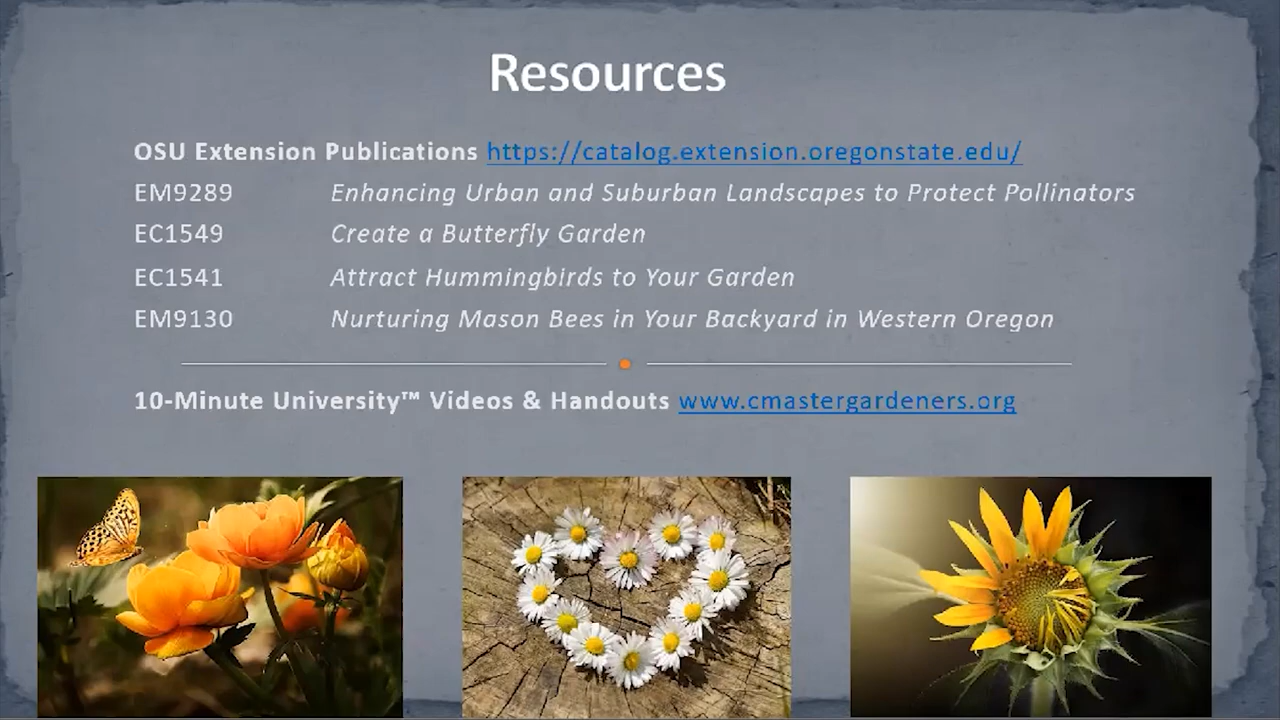 Resources
OSU Extension Publications https://catalog.extension.oregonstate.edu/
EM9289 Enhancing Urban and Suburban Landscapes to Protect Pollinators
EC1549 Create a Butterfly Garden
EC1541 Attract Hummingbirds to Your Garden
EM9130 Nurturing Mason Bees in Your Backyard in Western Oregon
10-Minute University™ Videos & Handouts www.cmastergardeners.org